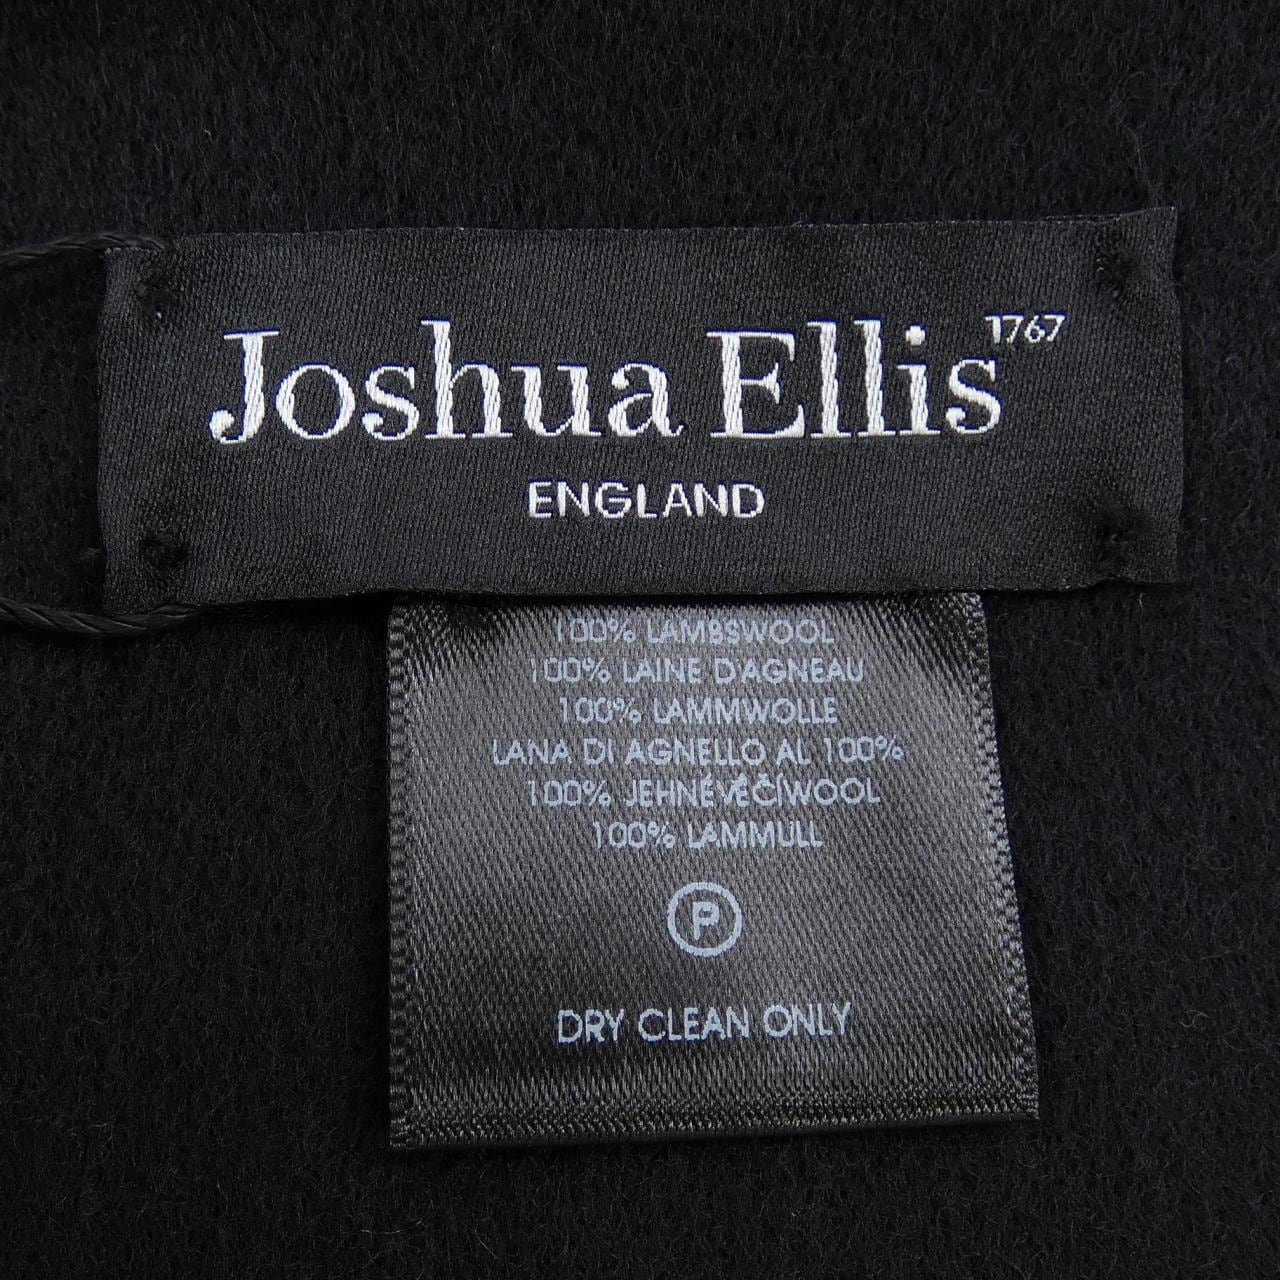 Joshua Ellis 1767
ENGLAND
100% LAMBSWOOL
100% LAINE D'AGNEAU
100% LAMMWOLLE
LANA DI AGNELLO AL 100%
100% JEHNÉVĚČÍWOOL
100% LAMMULL
P
DRY CLEAN ONLY